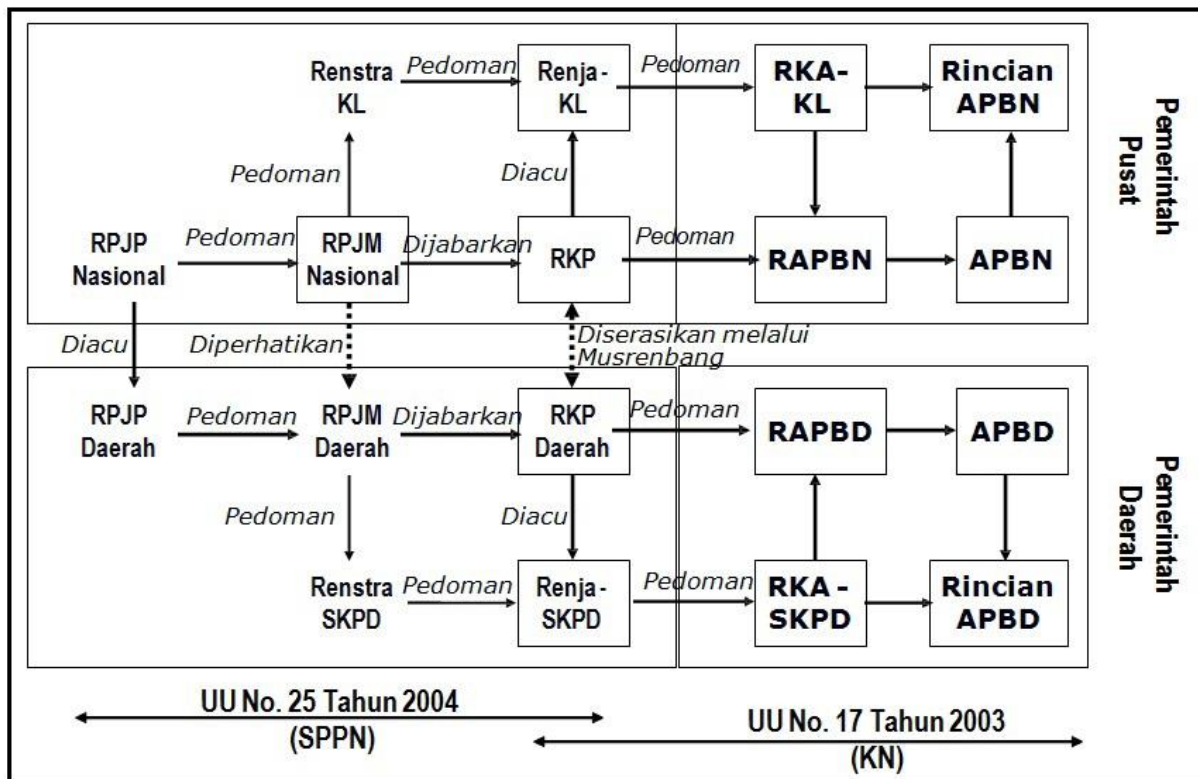 Renstra
KL
Pedoman
Renja-
KL
Pedoman
RKA-
KL
Rincian
APBN
Pemerintah
Pusat
Pedoman
Diacu
RPJP
Nasional
Pedoman
RPJM
Nasional
Dijabarkan
RKP
Pedoman
RAPBN
APBN
Diacu
Diperhatikan
Diserasikan melalui
Musrenbang
RPJP
Daerah
Pedoman
RPJM
Daerah
Dijabarkan
RKP
Daerah
Pedoman
RAPBD
APBD
Pemerintah
Daerah
Pedoman
Diacu
Renstra
SKPD
Pedoman
Renja-
SKPD
Pedoman
RKA -
SKPD
Rincian
APBD
UU No. 25 Tahun 2004
(SPPN)
UU No. 17 Tahun 2003
(KN)